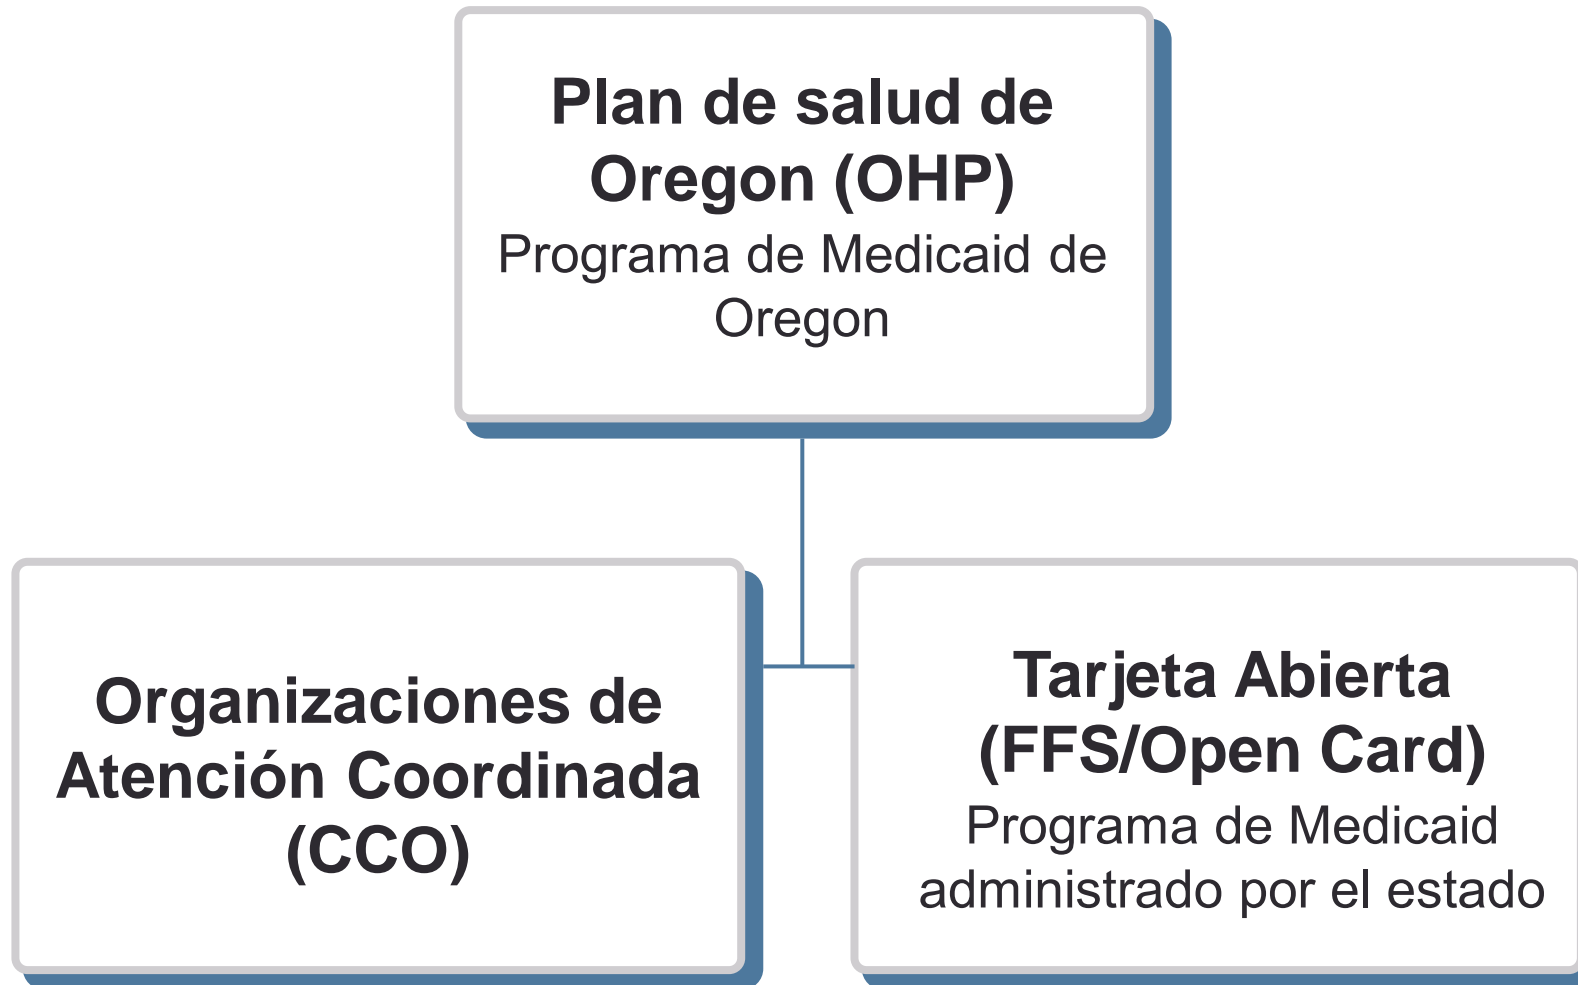 Plan de salud de
Oregon (OHP)
Programa de Medicaid de
Oregon
Organizaciones de
Atención Coordinada
(CCO)
Tarjeta Abierta
(FFS/Open Card)
Programa de Medicaid
administrado por el estado